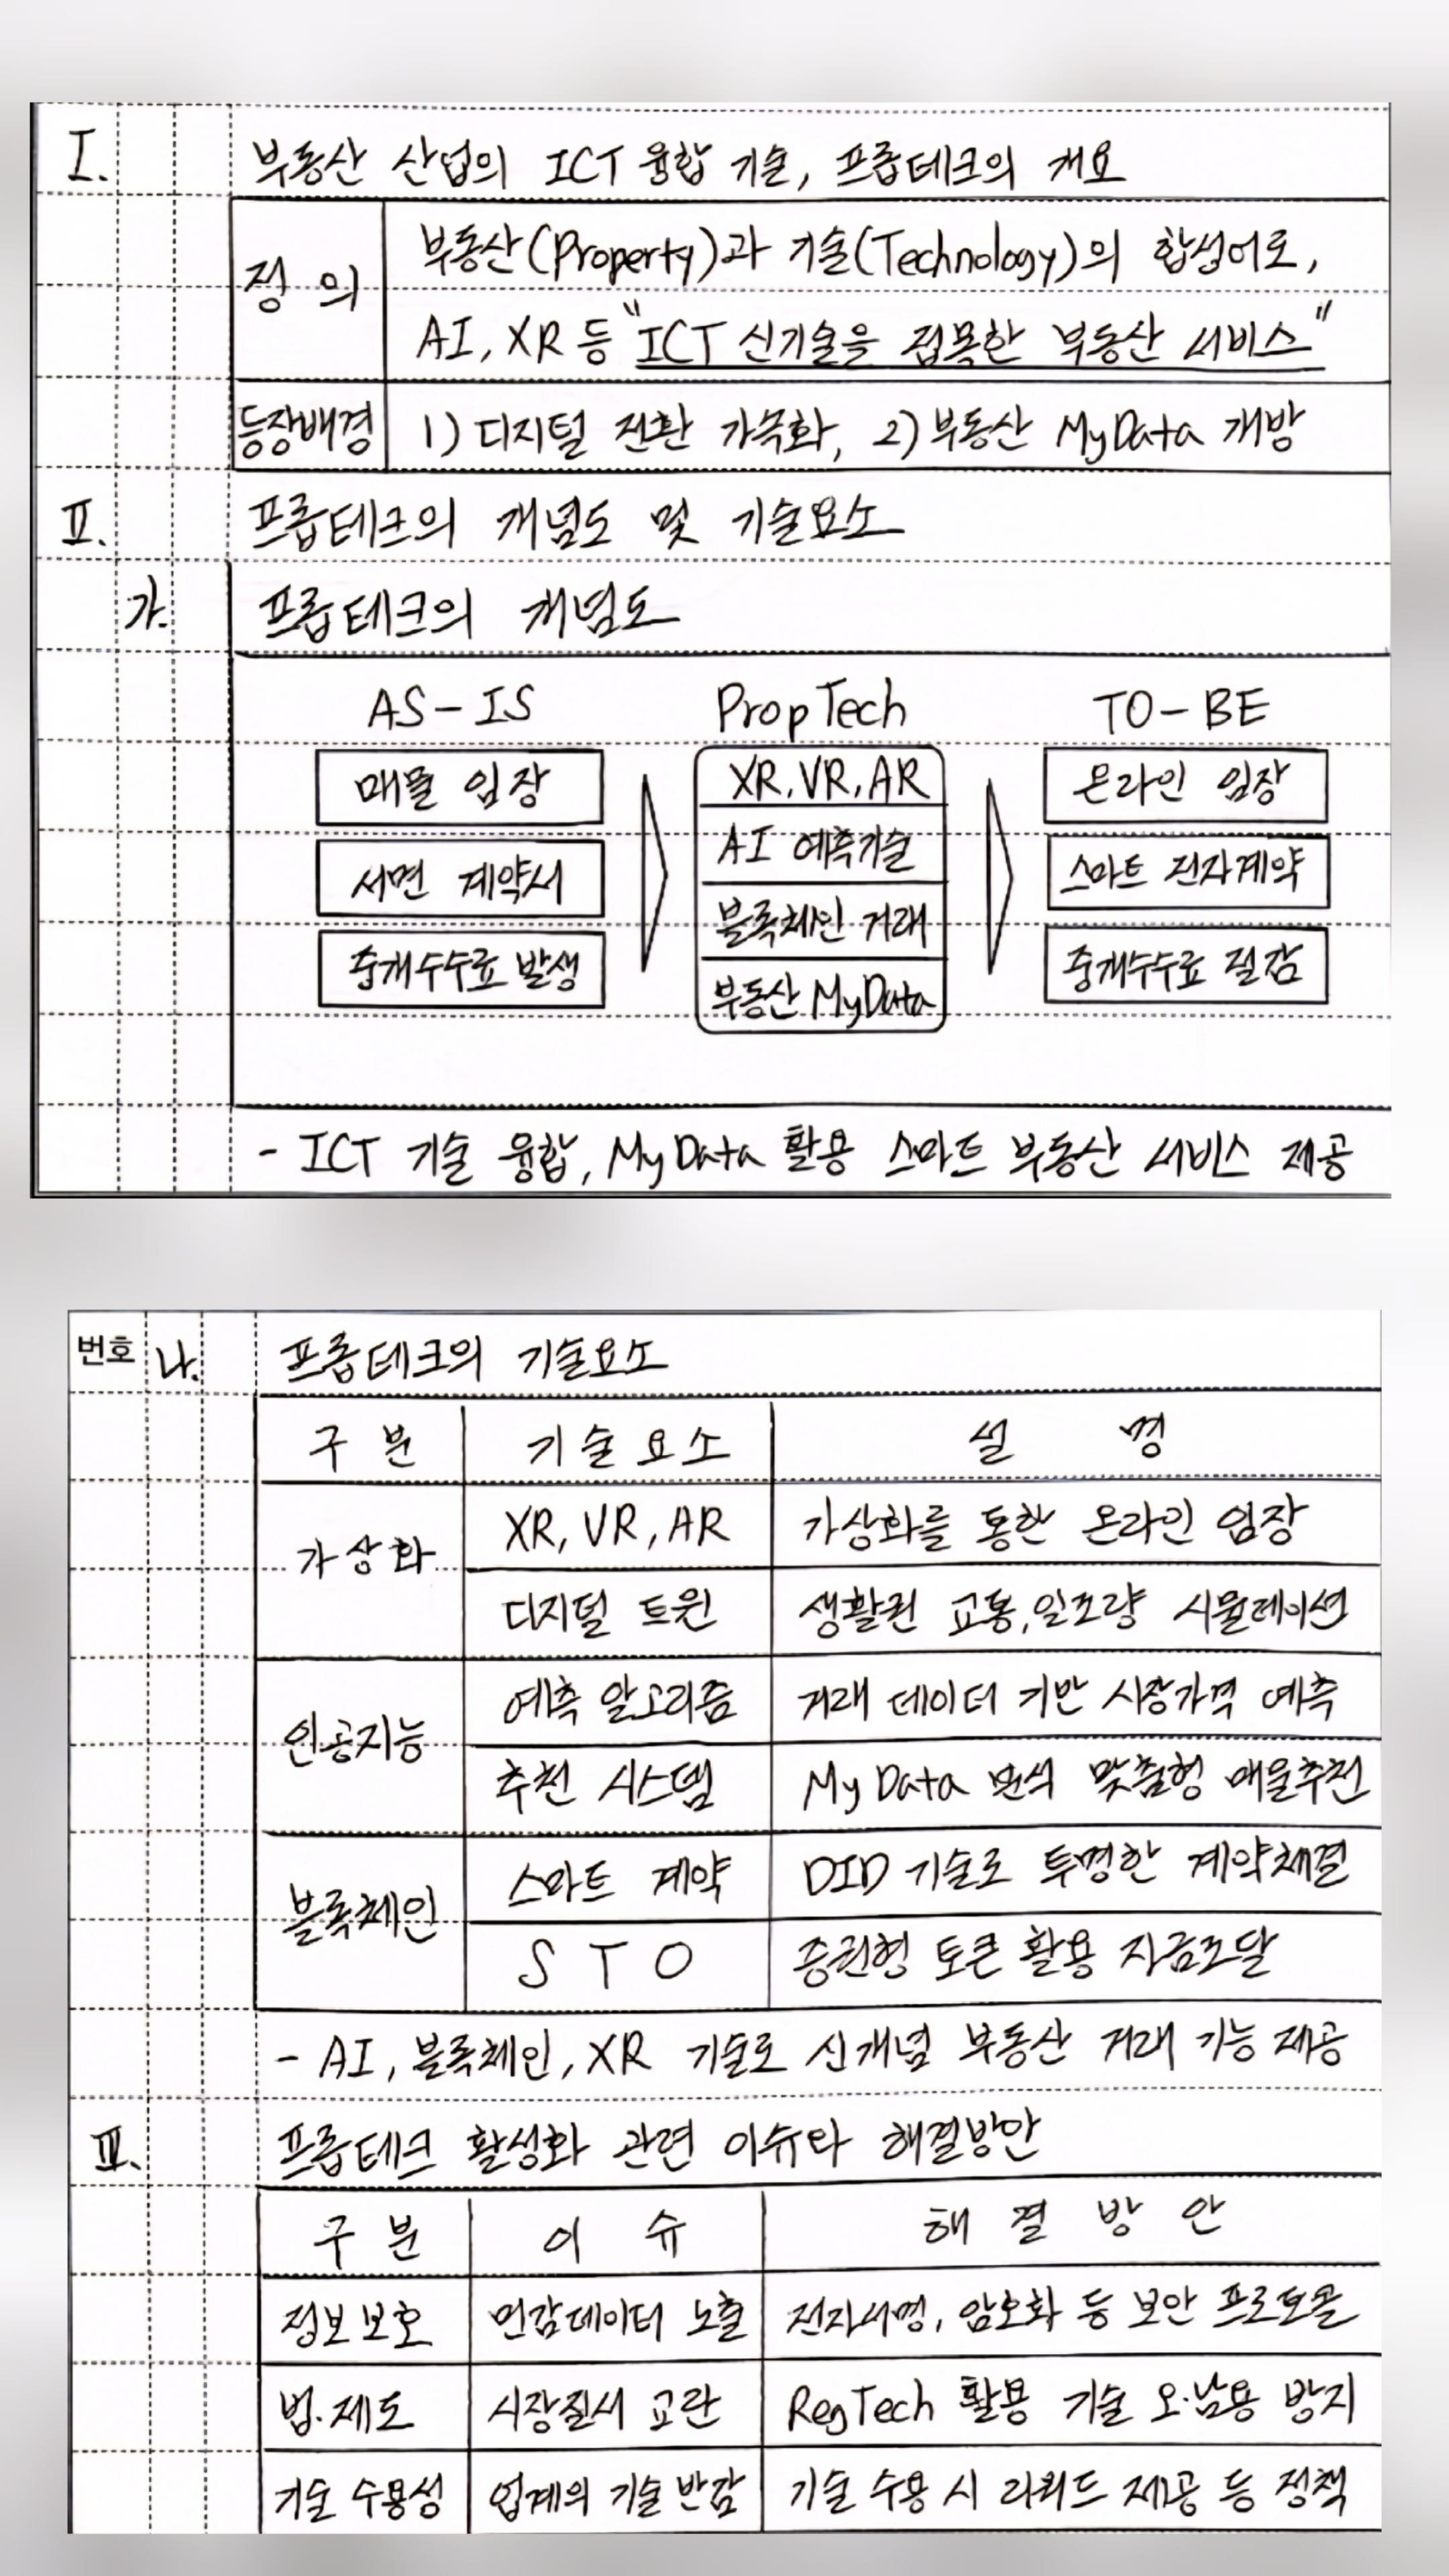 I. 부동산 산업의 ICT 융합 기술, 프롭테크의 개요
정 의
부동산(Property)과 기술(Technology)의 합성어로,
AI, XR 등 "ICT 신기술을 접목한 부동산 서비스"
등장배경 1) 디지털 전환 가속화, 2) 부동산 MyData 개방
II. 프롭테크의 개념도 및 기술요소
가. 프롭테크의 개념도
AS-IS PropTech TO-BE
매물 임장 XR, VR, AR 온라인 임장
서면 계약서 AI 예측기술 스마트 전자계약
중개수수료 발생 블록체인 거래 중개수수료 절감
부동산 MyData
- ICT 기술 융합, MyData 활용 스마트 부동산 서비스 제공
번호 나. 프롭테크의 기술요소
구 분 기술요소 설 명
가상화 XR, VR, AR 가상화를 통한 온라인 임장
디지털 트윈 생활권 교통, 일조량 시뮬레이션
인공지능 예측 알고리즘 거래 데이터 기반 시장가격 예측
추천 시스템 MyData 분석 맞춤형 매물추천
블록체인 스마트 계약 DID 기술로 투명한 계약체결
STO 증권형 토큰 활용 자금조달
- AI, 블록체인, XR 기술로 신개념 부동산 거래 기능 제공
III. 프롭테크 활성화 관련 이슈와 해결방안
구 분 이 슈 해 결 방 안
정보보호 민감데이터 노출 전자서명, 암호화 등 보안 프로토콜
법·제도 시장질서 교란 RegTech 활용 기술 오·남용 방지
기술 수용성 업계의 기술 반감 기술 수용 시 리워드 제공 등 정책